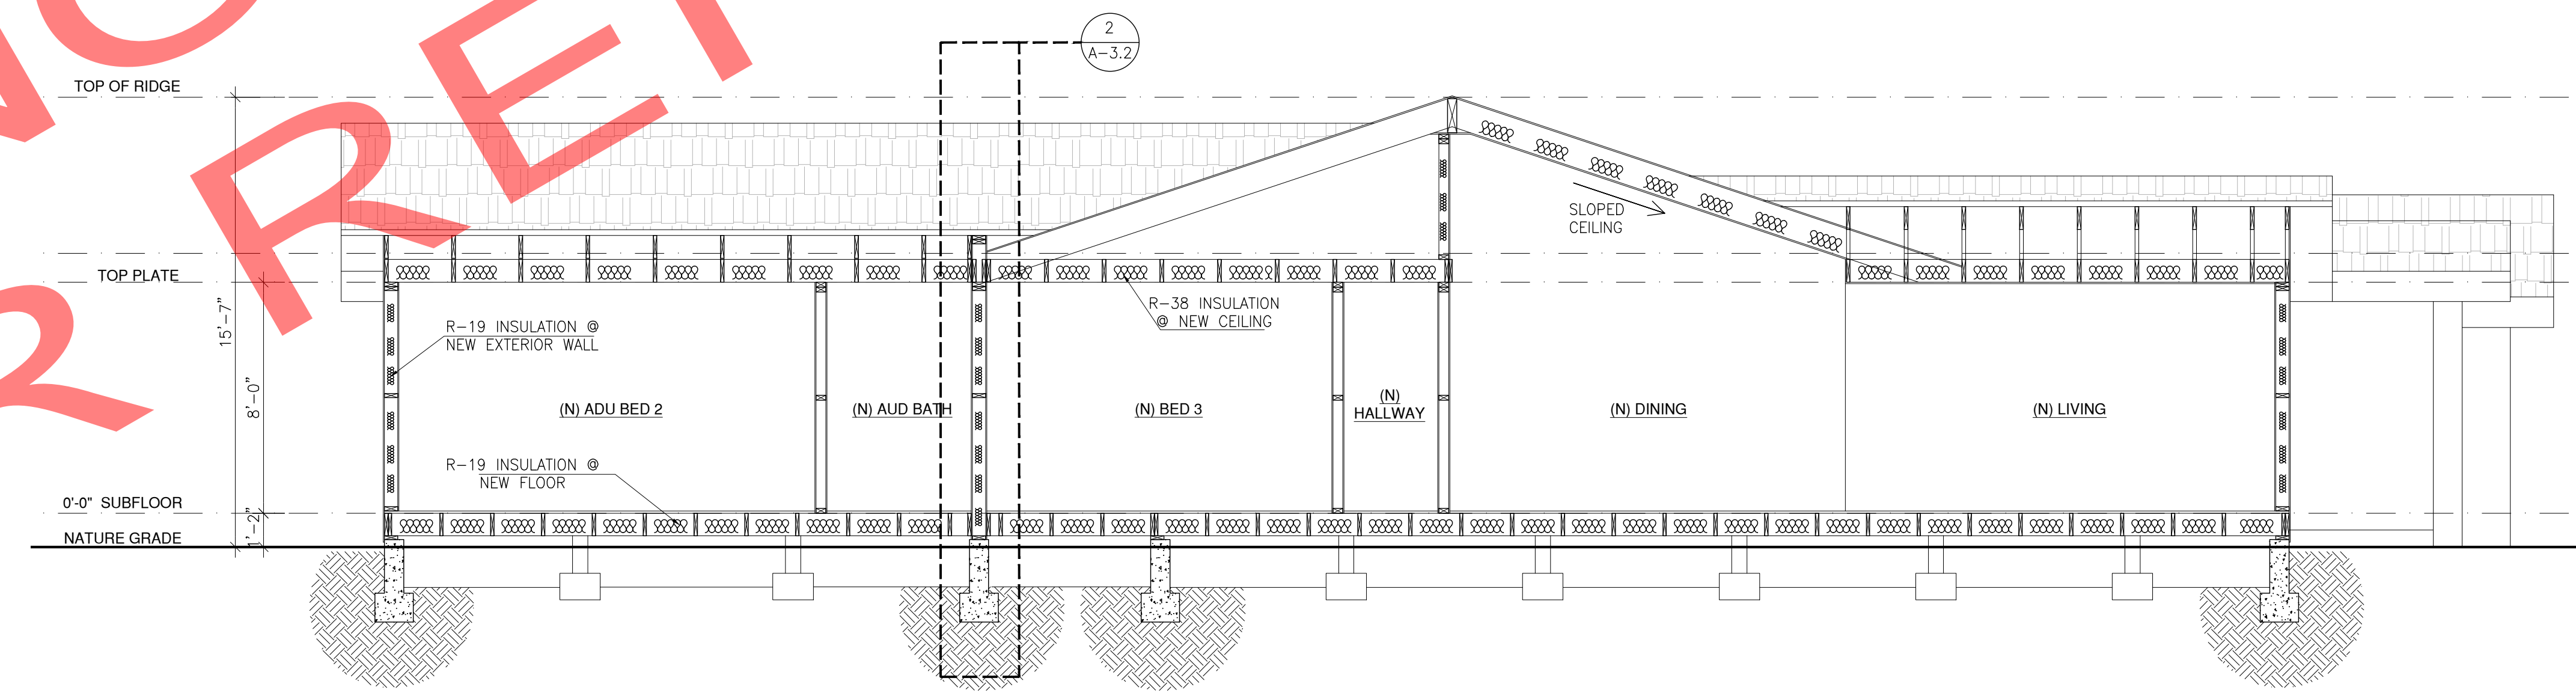 2
A-3.2
TOP OF RIDGE
TOP PLATE
15'-7"
8'-0"
1'-2"
0'-0" SUBFLOOR
NATURE GRADE
R-19 INSULATION @
NEW EXTERIOR WALL
R-38 INSULATION
@ NEW CEILING
SLOPED
CEILING
(N) ADU BED 2
(N) AUD BATH
(N) BED 3
(N)
HALLWAY
(N) DINING
(N) LIVING
R-19 INSULATION @
NEW FLOOR